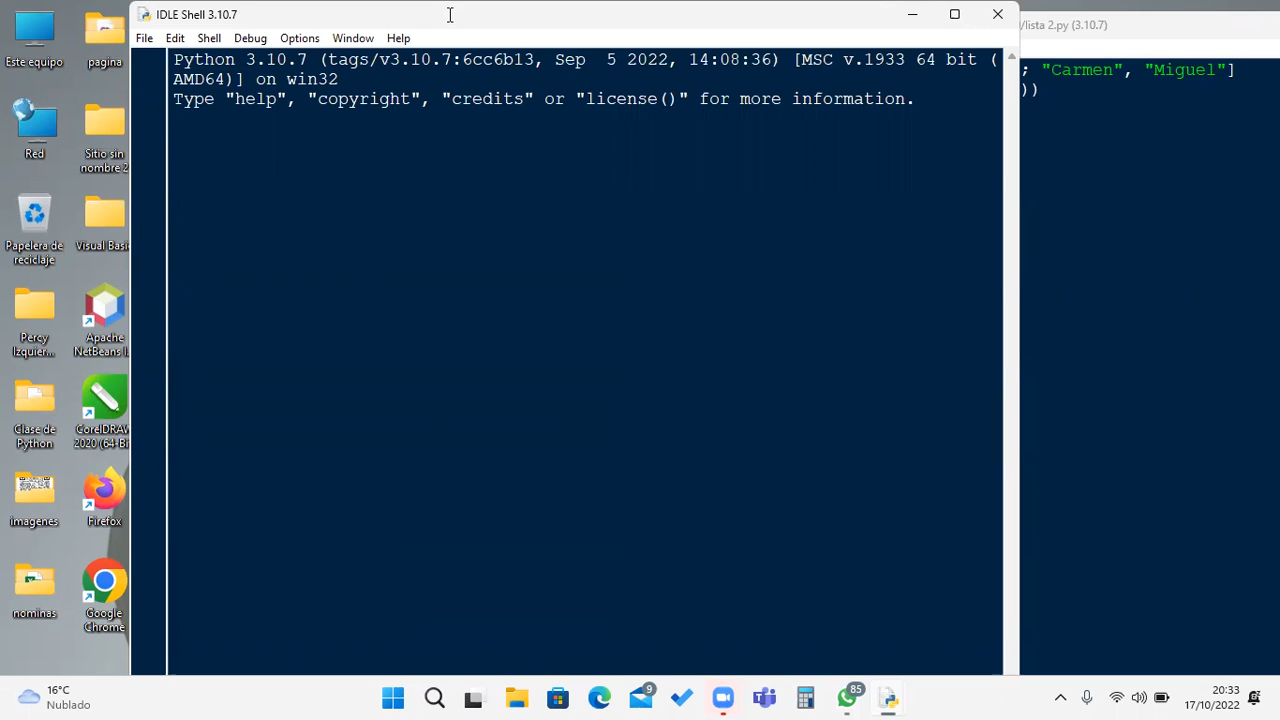 IDLE Shell 3.10.7
/lista 2.py (3.10.7)
File Edit Shell Debug Options Window Help
Python 3.10.7 (tags/v3.10.7:6cc6b13, Sep  5 2022, 14:08:36) [MSC v.1933 64 bit (
AMD64)] on win32
Type "help", "copyright", "credits" or "license()" for more information.
; "Carmen", "Miguel"]
))
Este equipo
pagina
Red
Sitio sin
nombre 2
Papelera de
reciclaje
Visual Basi
Percy
Izquier...
Apache
NetBeans I
Clase de
Python
CorelDRAW
2020 (64-Bi
imagenes
Firefox
nominas
Google
Chrome
16°C
Nublado
9
85
20:33
17/10/2022